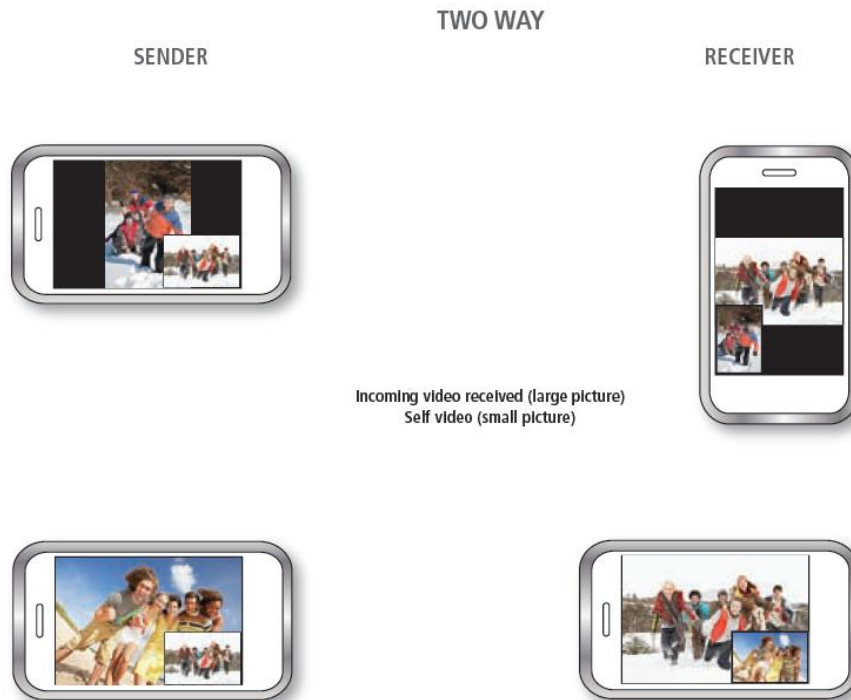 TWO WAY
SENDER
RECEIVER
Incoming video received (large picture)
Self video (small picture)